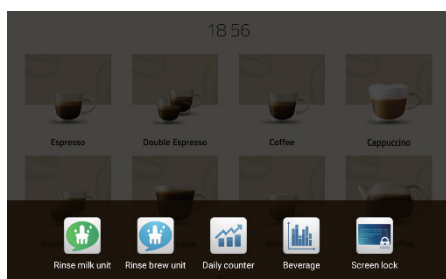 18 56
Espresso
Double Espresso
Coffee
Cappuccino
Rinse milk unit
Rinse brew unit
Daily counter
Beverage
Screen lock